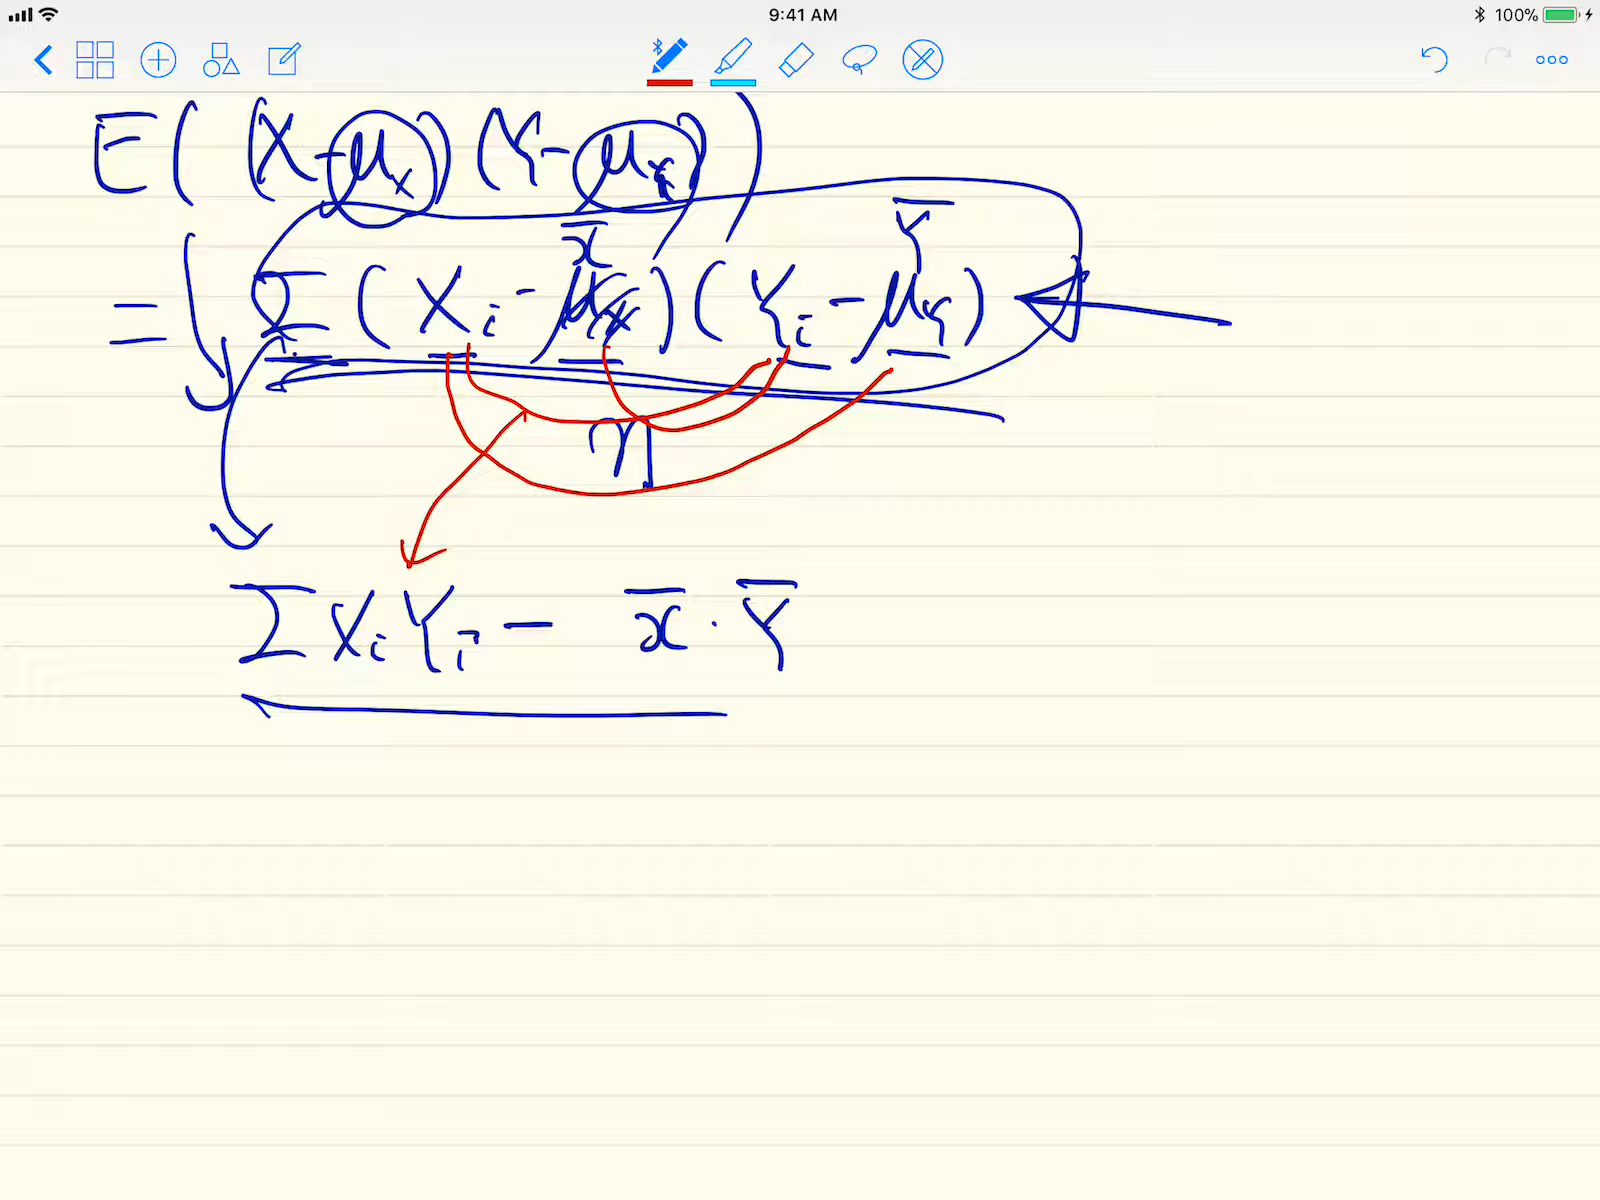 9:41 AM
100%
E((X-μx)(Y-μY))
x̄ Ȳ
= Σ(Xi-μx)(Yi-μY)
n
ΣXiYi - x̄·Ȳ